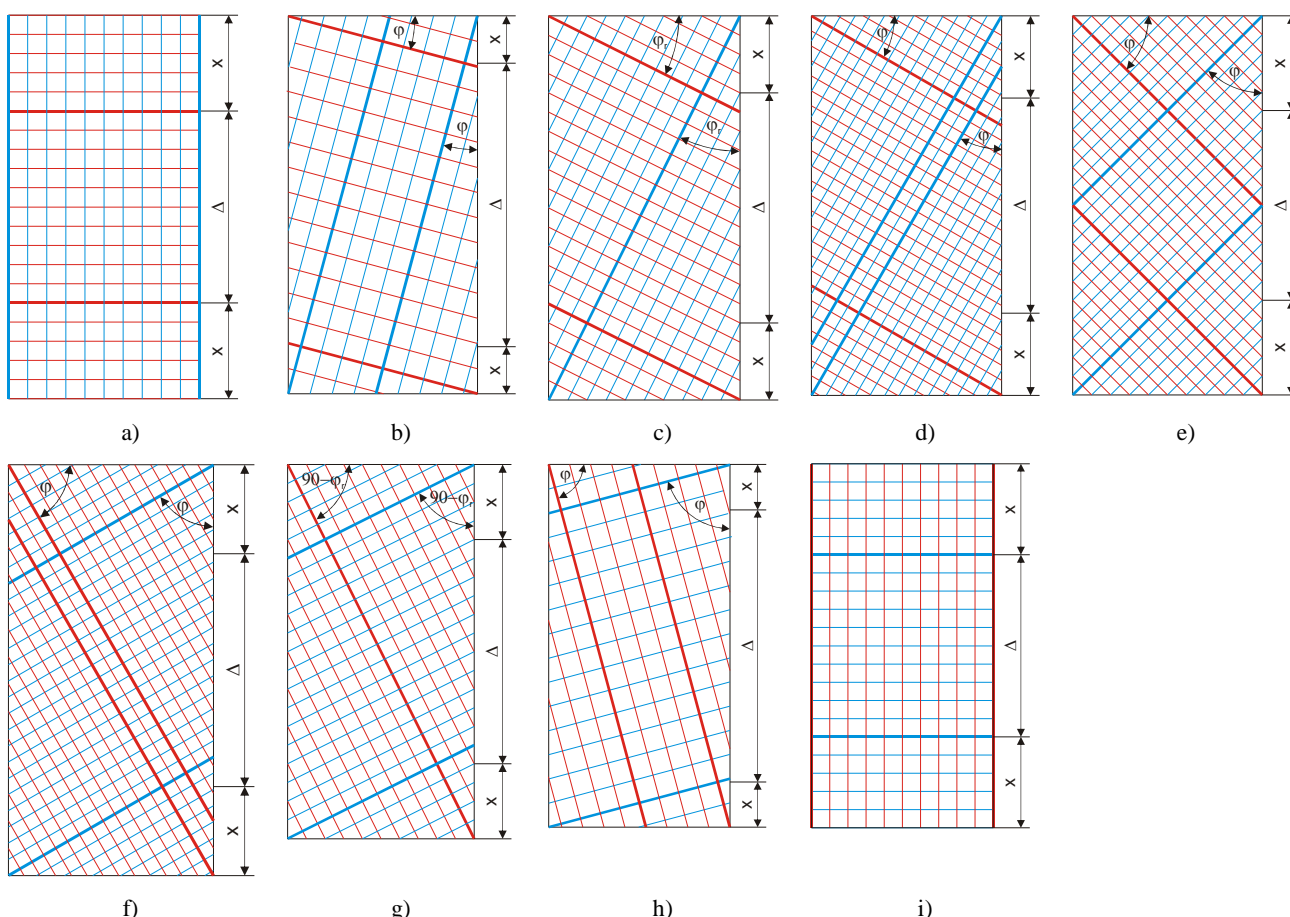 φ x φ x φr x φ x φ x
Δ φ Δ φr Δ φ Δ φ Δ
x x x x x
a) b) c) d) e)
φ φ x 90−φr 90−φr x φ φ x x
Δ Δ Δ Δ
x x x x
f) g) h) i)